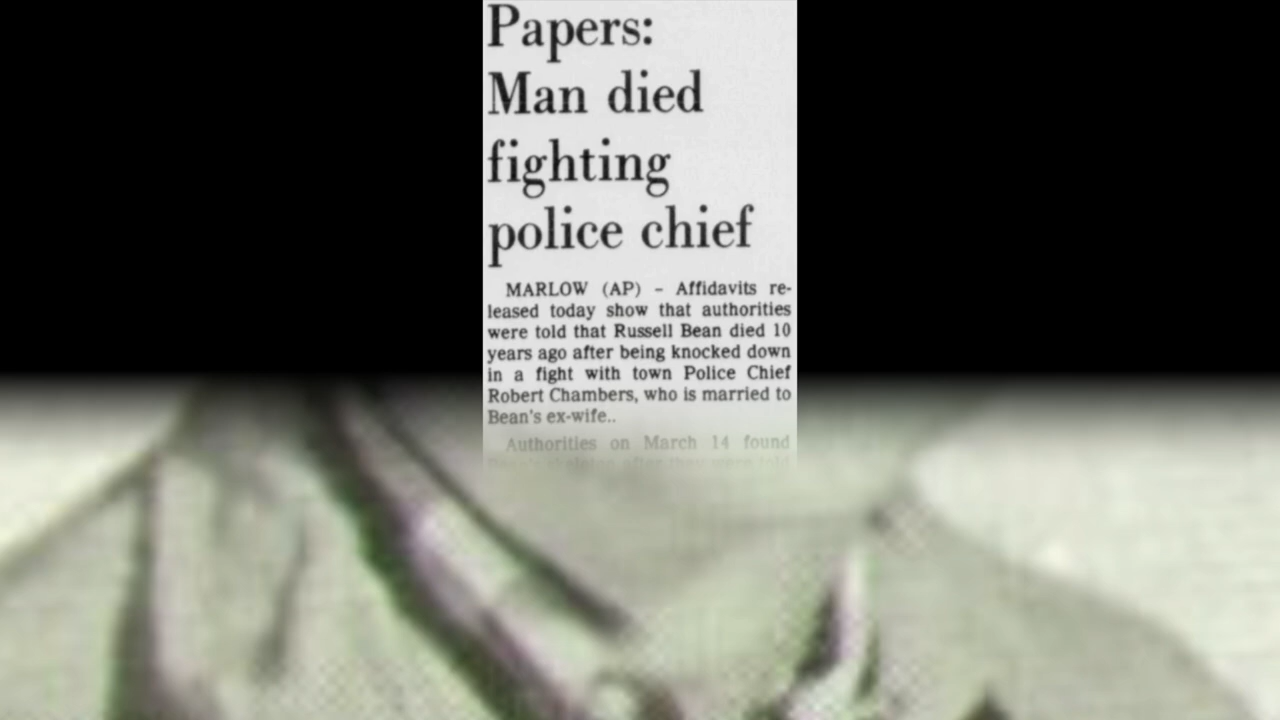 Papers:
Man died
fighting
police chief
MARLOW (AP) – Affidavits re-
leased today show that authorities
were told that Russell Bean died 10
years ago after being knocked down
in a fight with town Police Chief
Robert Chambers, who is married to
Bean's ex-wife..
Authorities on March 14 found